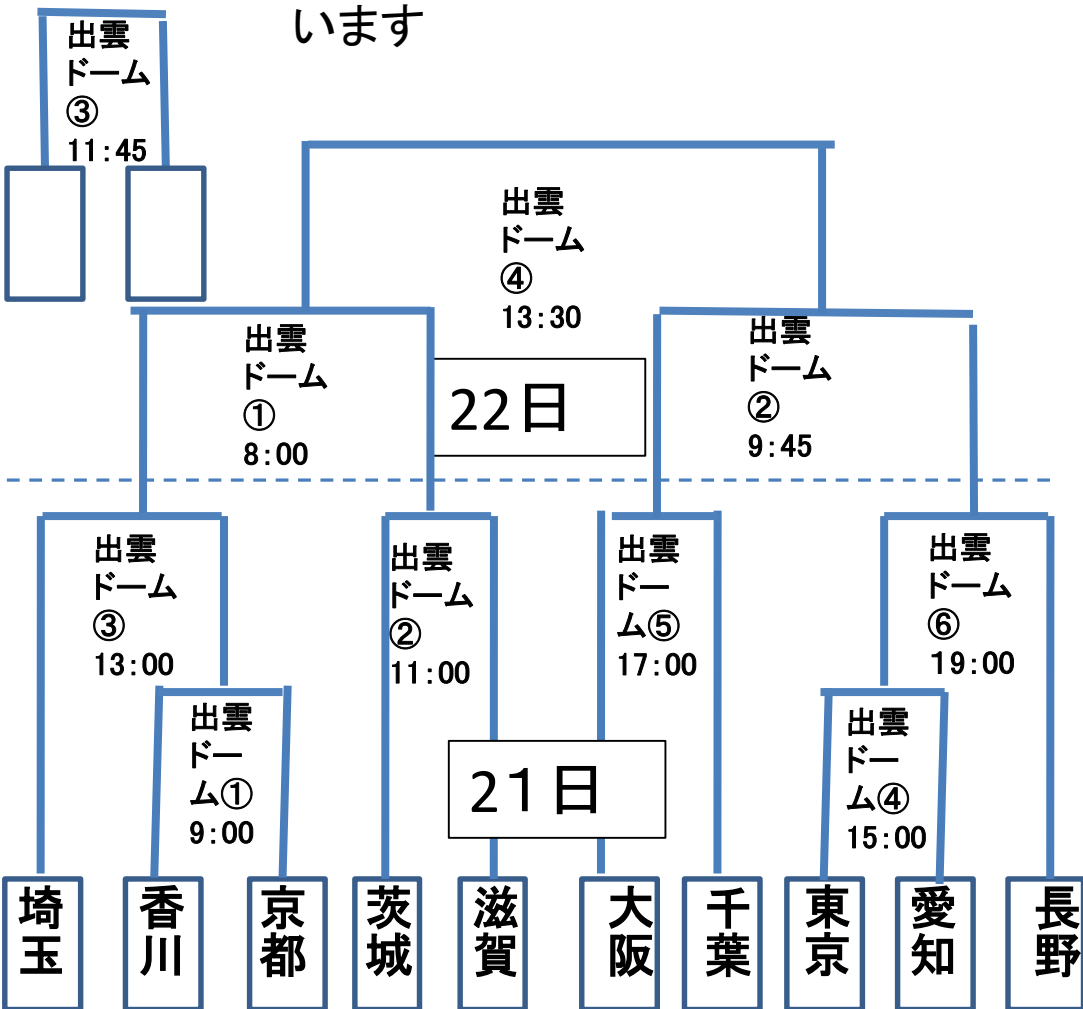 います
出雲
ドーム
③
11:45
出雲
ドーム
④
13:30
出雲
ドーム
①
8:00
22日
出雲
ドーム
②
9:45
出雲
ドーム
③
13:00
出雲
ドーム
②
11:00
出雲
ドー
ム⑤
17:00
出雲
ドーム
⑥
19:00
出雲
ドー
ム①
9:00
21日
出雲
ドー
ム④
15:00
埼玉
香川
京都
茨城
滋賀
大阪
千葉
東京
愛知
長野